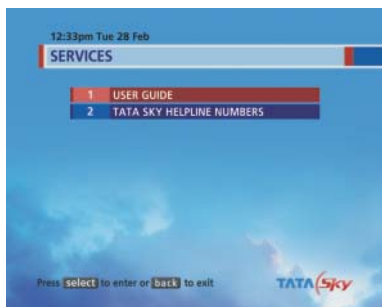 12:33pm Tue 28 Feb
SERVICES
1 USER GUIDE
2 TATA SKY HELPLINE NUMBERS
Press select to enter or back to exit
TATA Sky